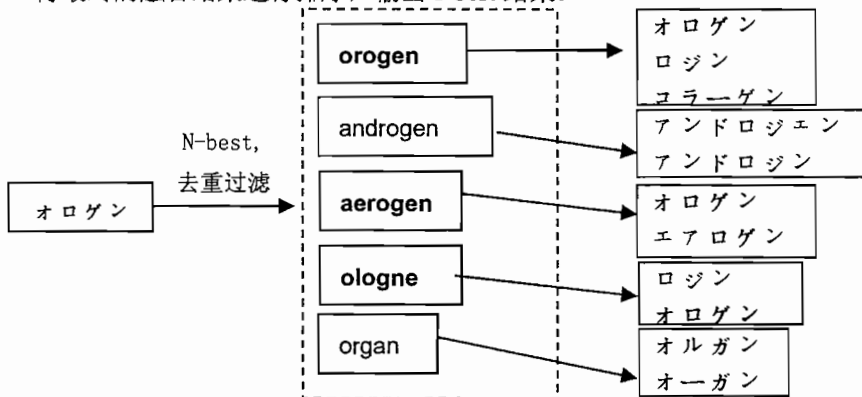 N-best,
去重过滤
オロゲン
orogen
androgen
aerogen
ologne
organ
オロゲン
ロジン
コラーゲン
アンドロジェン
アンドロジン
オロゲン
エアロゲン
ロジン
オロゲン
オルガン
オーガン